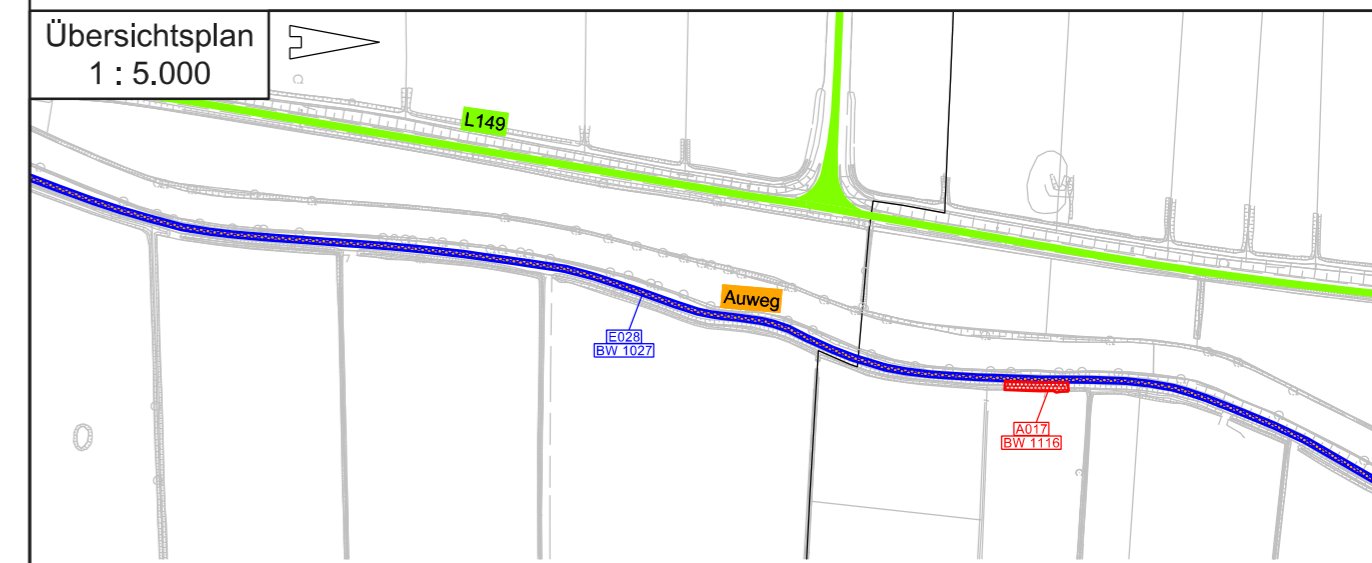 Übersichtsplan
1 : 5.000
L149
Auweg
E028
BW 1027
A017
BW 1116